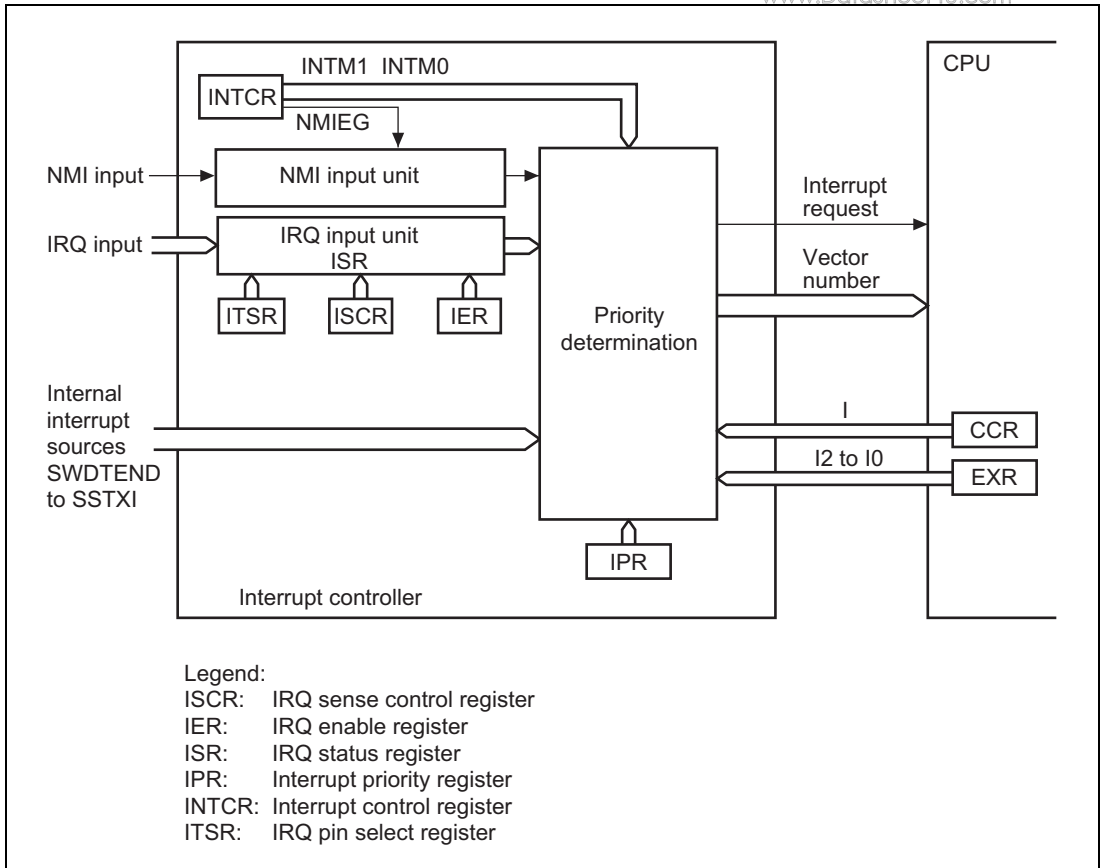 CPU
INTM1 INTM0
INTCR
NMIEG
NMI input
NMI input unit
Interrupt
request
IRQ input
IRQ input unit
ISR
Vector
number
ITSR
ISCR
IER
Priority
determination
Internal
interrupt
sources
SWDTEND
to SSTXI
I
CCR
I2 to I0
EXR
IPR
Interrupt controller
Legend:
ISCR: IRQ sense control register
IER: IRQ enable register
ISR: IRQ status register
IPR: Interrupt priority register
INTCR: Interrupt control register
ITSR: IRQ pin select register